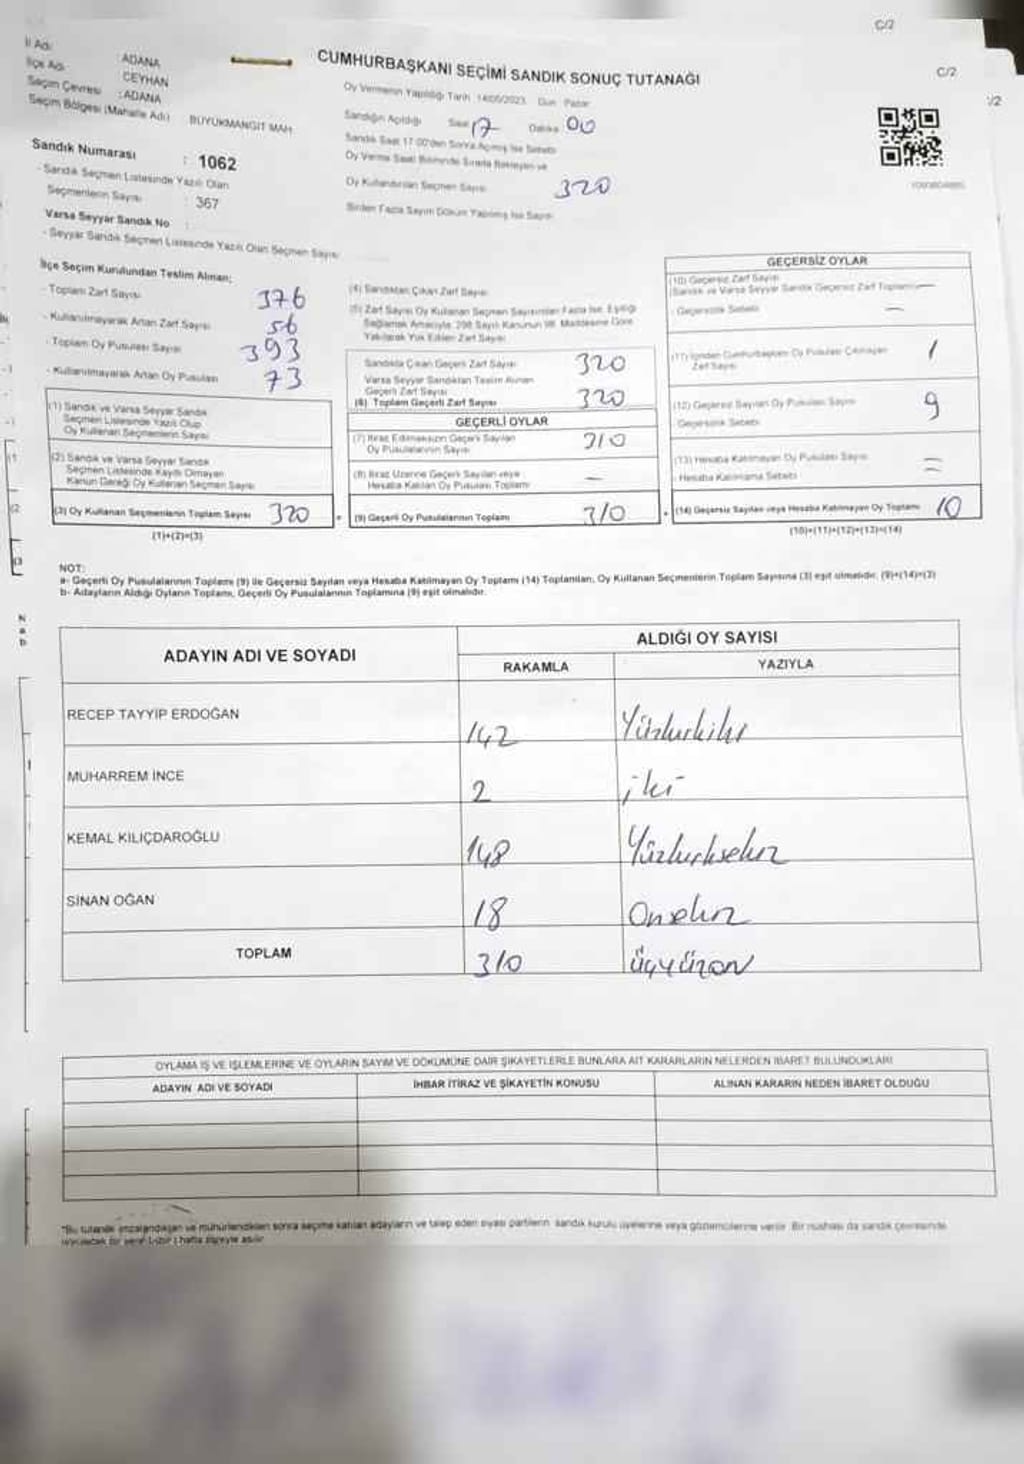 C/2
C/2
/2
İl Adı : ADANA
İlçe Adı : CEYHAN
Seçim Çevresi : ADANA
Seçim Bölgesi (Mahalle Adı) BÜYÜKMANGIT MAH.
Sandık Numarası : 1062
- Sandık Seçmen Listesinde Yazılı Olan
Seçmenlerin Sayısı : 367
Varsa Seyyar Sandık No :
- Seyyar Sandık Seçmen Listesinde Yazılı Olan Seçmen Sayısı
CUMHURBAŞKANI SEÇİMİ SANDIK SONUÇ TUTANAĞI
Oy Vermenin Yapıldığı Tarih 14/05/2023 Gün Pazar
Sandığın Açıldığı Saat 17 Dakika 00
Sandık Saat 17:00'den Sonra Açılmış İse Sebebi
Oy Verme Saati Bitiminde Sırada Bekleyen ve
Oy Kullandırılan Seçmen Sayısı 320
Birden Fazla Sayım Döküm Yapılmış İse Sayısı
İlçe Seçim Kurulundan Teslim Alınan;
- Toplam Zarf Sayısı 376
- Kullanılmayarak Artan Zarf Sayısı 56
- Toplam Oy Pusulası Sayısı 393
- Kullanılmayarak Artan Oy Pusulası 73
(1) Sandık ve Varsa Seyyar Sandık
Seçmen Listesinde Yazılı Olup
Oy Kullanan Seçmenlerin Sayısı
(2) Sandık ve Varsa Seyyar Sandık
Seçmen Listesinde Kayıtlı Olmayan
Kanun Gereği Oy Kullanan Seçmen Sayısı
(3) Oy Kullanan Seçmenlerin Toplam Sayısı 320
(1)+(2)=(3)
(4) Sandıktan Çıkan Zarf Sayısı
(5) Zarf Sayısı Oy Kullanan Seçmen Sayısından Fazla İse, Eşitliği
Sağlamak Amacıyla, 298 Sayılı Kanunun 98. Maddesine Göre
Yakılarak Yok Edilen Zarf Sayısı
Sandıkta Çıkan Geçerli Zarf Sayısı 320
Varsa Seyyar Sandıktan Teslim Alınan
Geçerli Zarf Sayısı
(6) Toplam Geçerli Zarf Sayısı 320
GEÇERLİ OYLAR
(7) İtiraz Edilmeksizin Geçerli Sayılan
Oy Pusulalarının Sayısı 310
(8) İtiraz Üzerine Geçerli Sayılan veya
Hesaba Katılan Oy Pusulası Toplamı —
(9) Geçerli Oy Pusulalarının Toplamı 310
GEÇERSİZ OYLAR
(10) Geçersiz Zarf Sayısı
(Sandık ve Varsa Seyyar Sandık Geçersiz Zarf Toplamı) —
- Geçersizlik Sebebi —
(11) İçinden Cumhurbaşkanı Oy Pusulası Çıkmayan
Zarf Sayısı 1
(12) Geçersiz Sayılan Oy Pusulası Sayısı 9
Geçersizlik Sebebi
(13) Hesaba Katılmayan Oy Pusulası Sayısı —
- Hesaba Katılmama Sebebi —
(14) Geçersiz Sayılan veya Hesaba Katılmayan Oy Toplamı 10
(10)+(11)+(12)+(13)=(14)
NOT:
a- Geçerli Oy Pusulalarının Toplamı (9) ile Geçersiz Sayılan veya Hesaba Katılmayan Oy Toplamı (14) Toplanılan, Oy Kullanan Seçmenlerin Toplam Sayısına (3) eşit olmalıdır. (9)+(14)=(3)
b- Adayların Aldığı Oyların Toplamı, Geçerli Oy Pusulalarının Toplamına (9) eşit olmalıdır.
ADAYIN ADI VE SOYADI ALDIĞI OY SAYISI
RAKAMLA YAZIYLA
RECEP TAYYİP ERDOĞAN 142 Yüzkırkiki
MUHARREM İNCE 2 iki
KEMAL KILIÇDAROĞLU 148 Yüzkırksekiz
SİNAN OĞAN 18 Onsekiz
TOPLAM 310 üçyüzon
OYLAMA İŞ VE İŞLEMLERİNE VE OYLARIN SAYIM VE DÖKÜMÜNE DAİR ŞİKAYETLERLE BUNLARA AİT KARARLARIN NELERDEN İBARET BULUNDUKLARI
ADAYIN ADI VE SOYADI İHBAR İTİRAZ VE ŞİKAYETİN KONUSU ALINAN KARARIN NEDEN İBARET OLDUĞU
*Bu tutanak imzalandıktan ve mühürlendikten sonra seçime katılan adayların ve talep eden siyasi partilerin sandık kurulu üyelerine veya gözlemcilerine verilir. Bir nüshası da sandık çevresinde